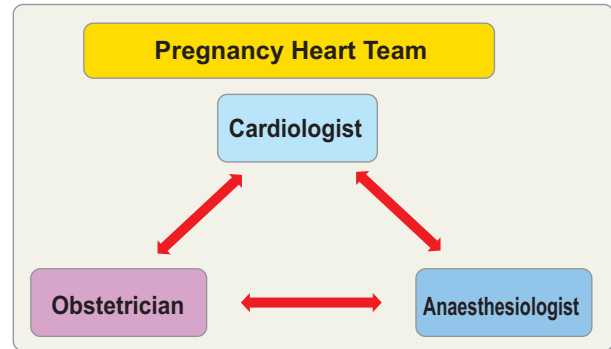 Pregnancy Heart Team
Cardiologist
Obstetrician
Anaesthesiologist